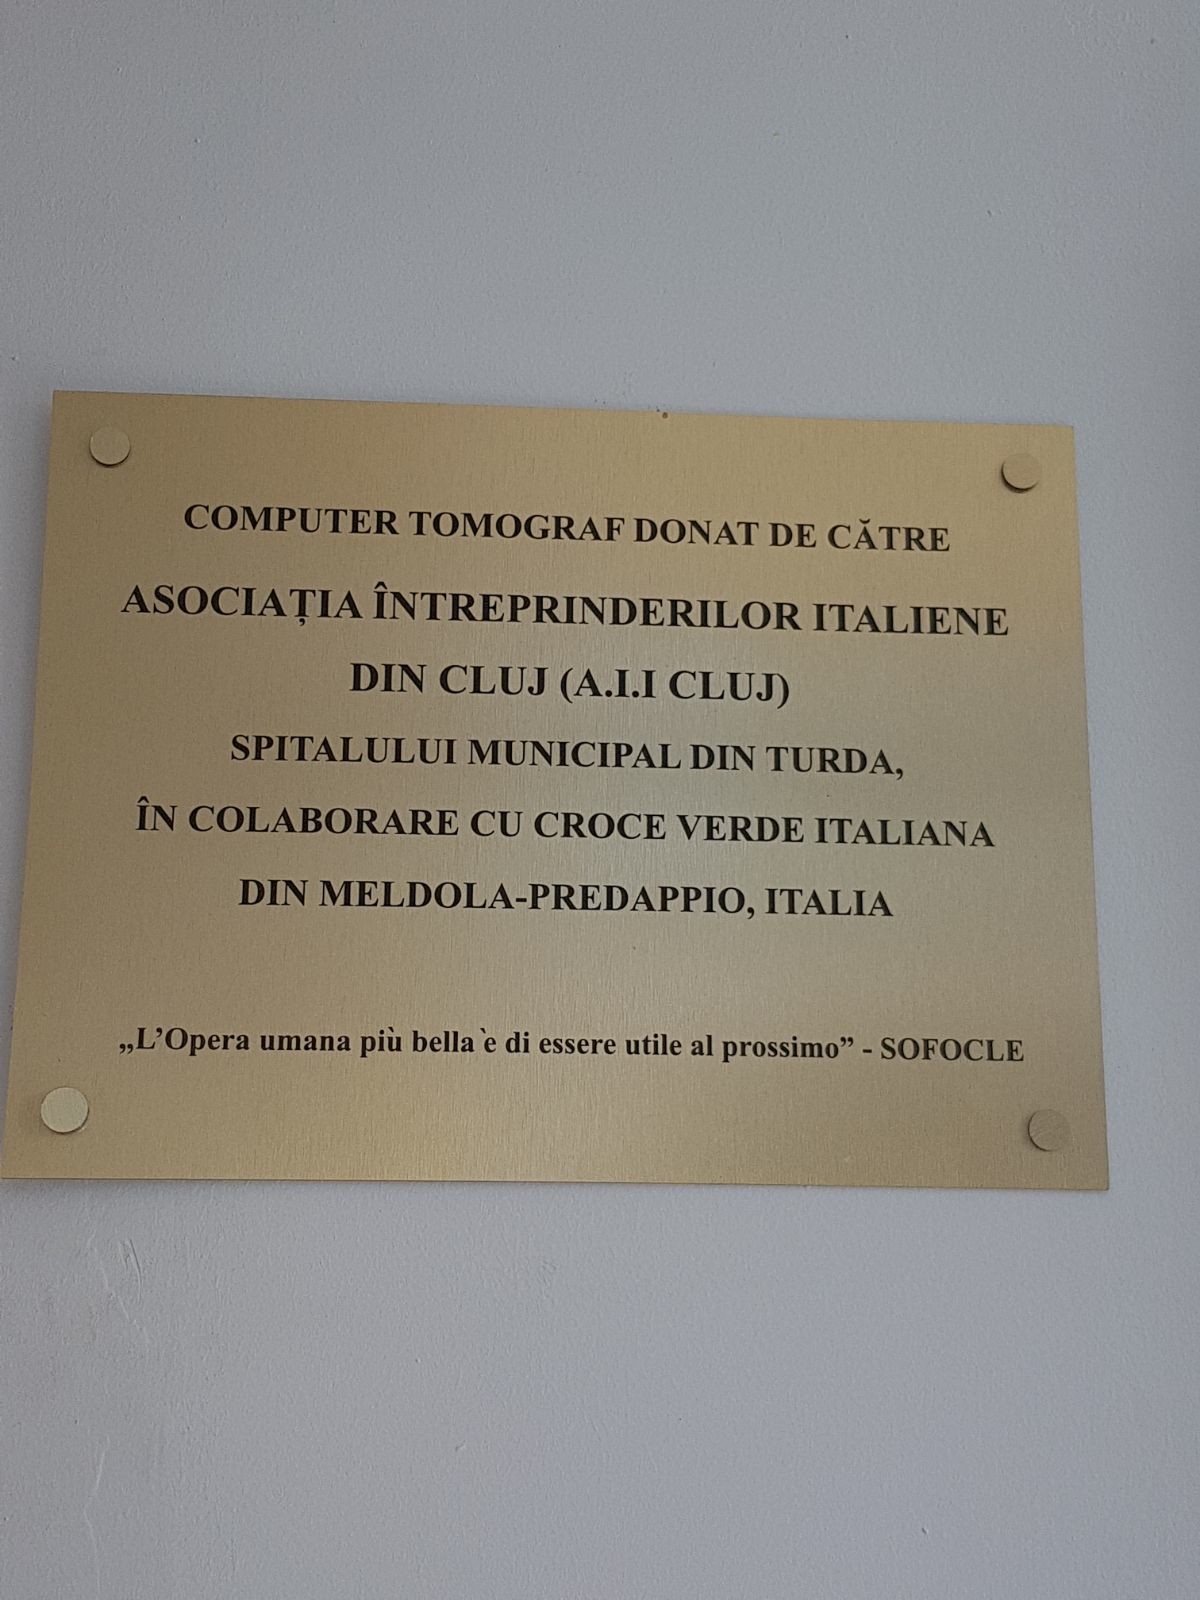 COMPUTER TOMOGRAF DONAT DE CĂTRE
ASOCIAȚIA ÎNTREPRINDERILOR ITALIENE
DIN CLUJ (A.I.I CLUJ)
SPITALULUI MUNICIPAL DIN TURDA,
ÎN COLABORARE CU CROCE VERDE ITALIANA
DIN MELDOLA-PREDAPPIO, ITALIA
„L’Opera umana più bella `e di essere utile al prossimo” - SOFOCLE